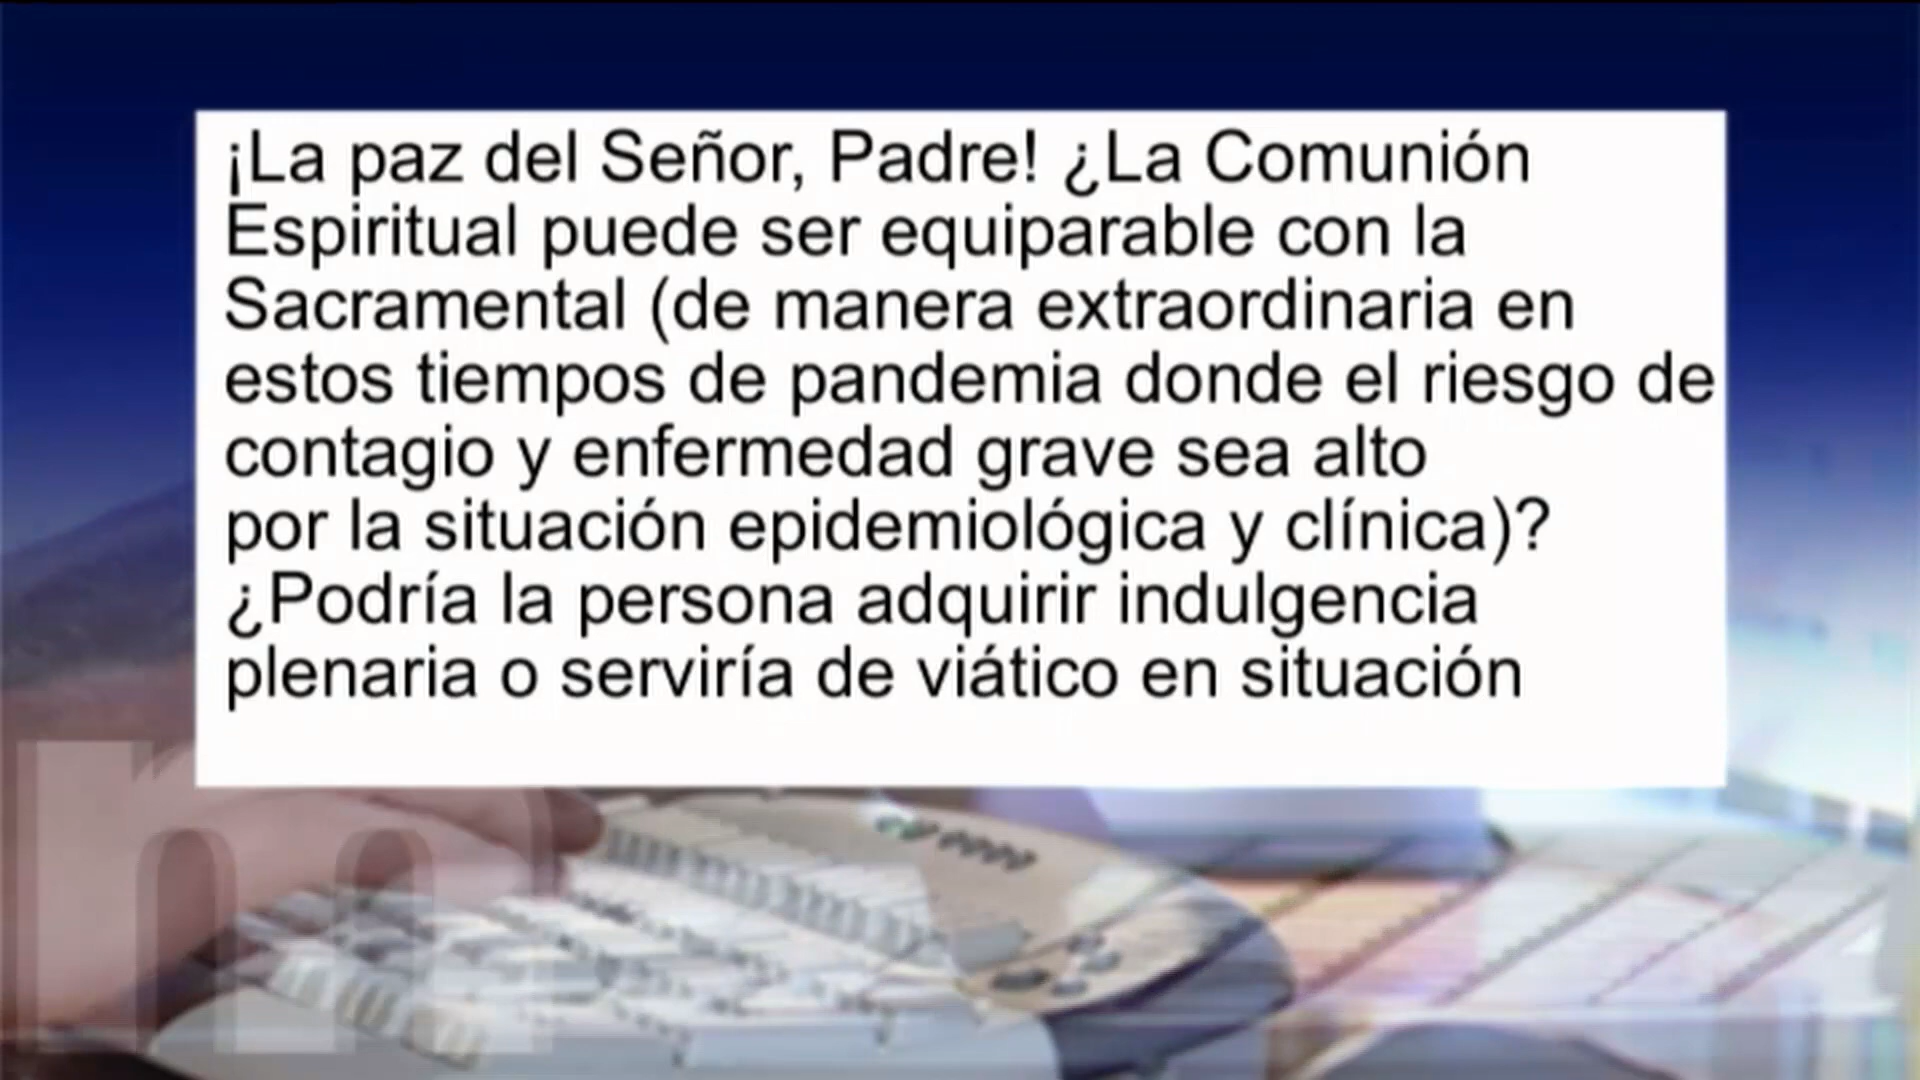 ¡La paz del Señor, Padre! ¿La Comunión
Espiritual puede ser equiparable con la
Sacramental (de manera extraordinaria en
estos tiempos de pandemia donde el riesgo de
contagio y enfermedad grave sea alto
por la situación epidemiológica y clínica)?
¿Podría la persona adquirir indulgencia
plenaria o serviría de viático en situación